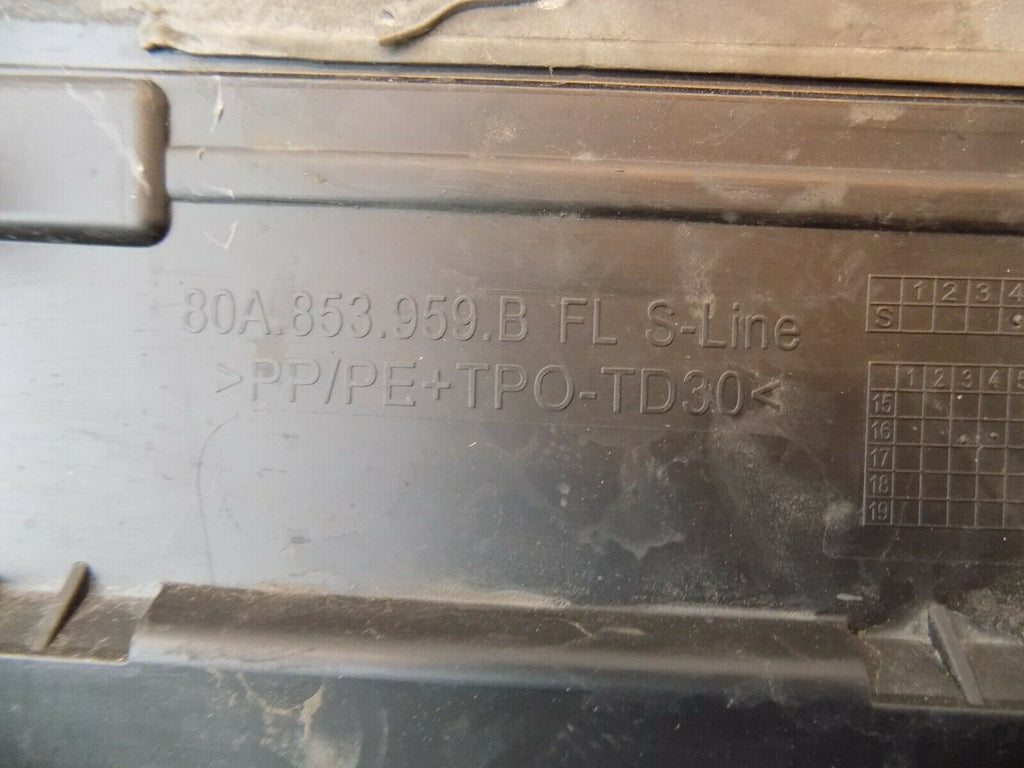 80A.853.959.B FL S-Line
>PP/PE+TPO-TD30<
1 2 3 4
S
1 2 3 4 5
15
16
17
18
19